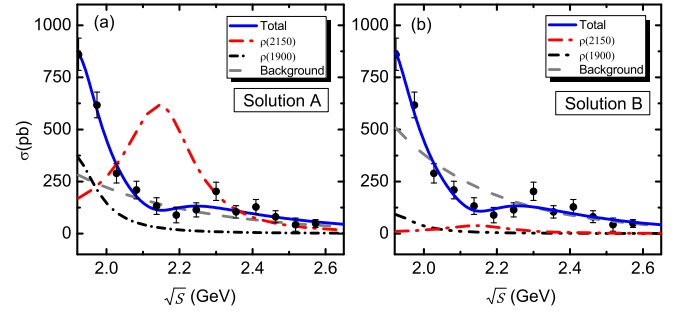 (a)
Total
ρ(2150)
ρ(1900)
Background
Solution A
1000
750
500
250
0
σ(pb)
2.0
2.2
2.4
2.6
√S (GeV)
(b)
Total
ρ(2150)
ρ(1900)
Background
Solution B
1000
750
500
250
0
2.0
2.2
2.4
2.6
√S (GeV)